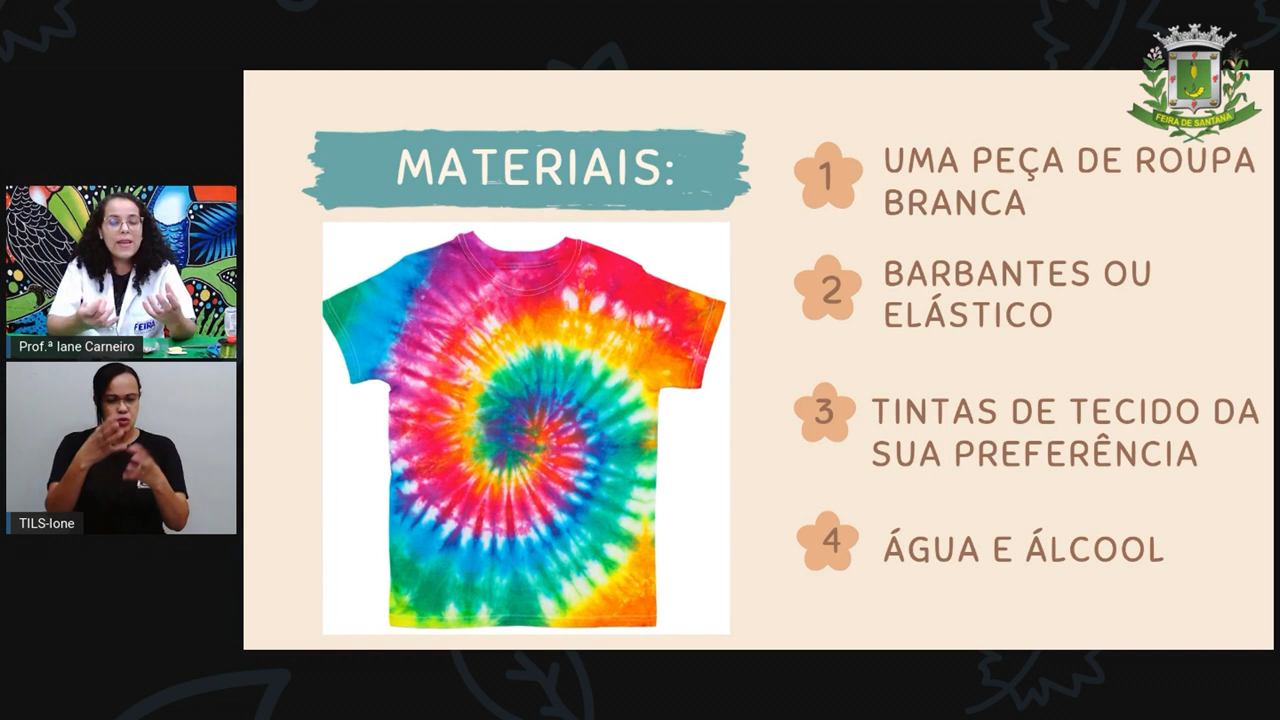 FEIRA DE SANTANA
MATERIAIS:
1 UMA PEÇA DE ROUPA
BRANCA
2 BARBANTES OU
ELÁSTICO
3 TINTAS DE TECIDO DA
SUA PREFERÊNCIA
4 ÁGUA E ÁLCOOL
FEIRA
Prof.ª Iane Carneiro
TILS-Ione